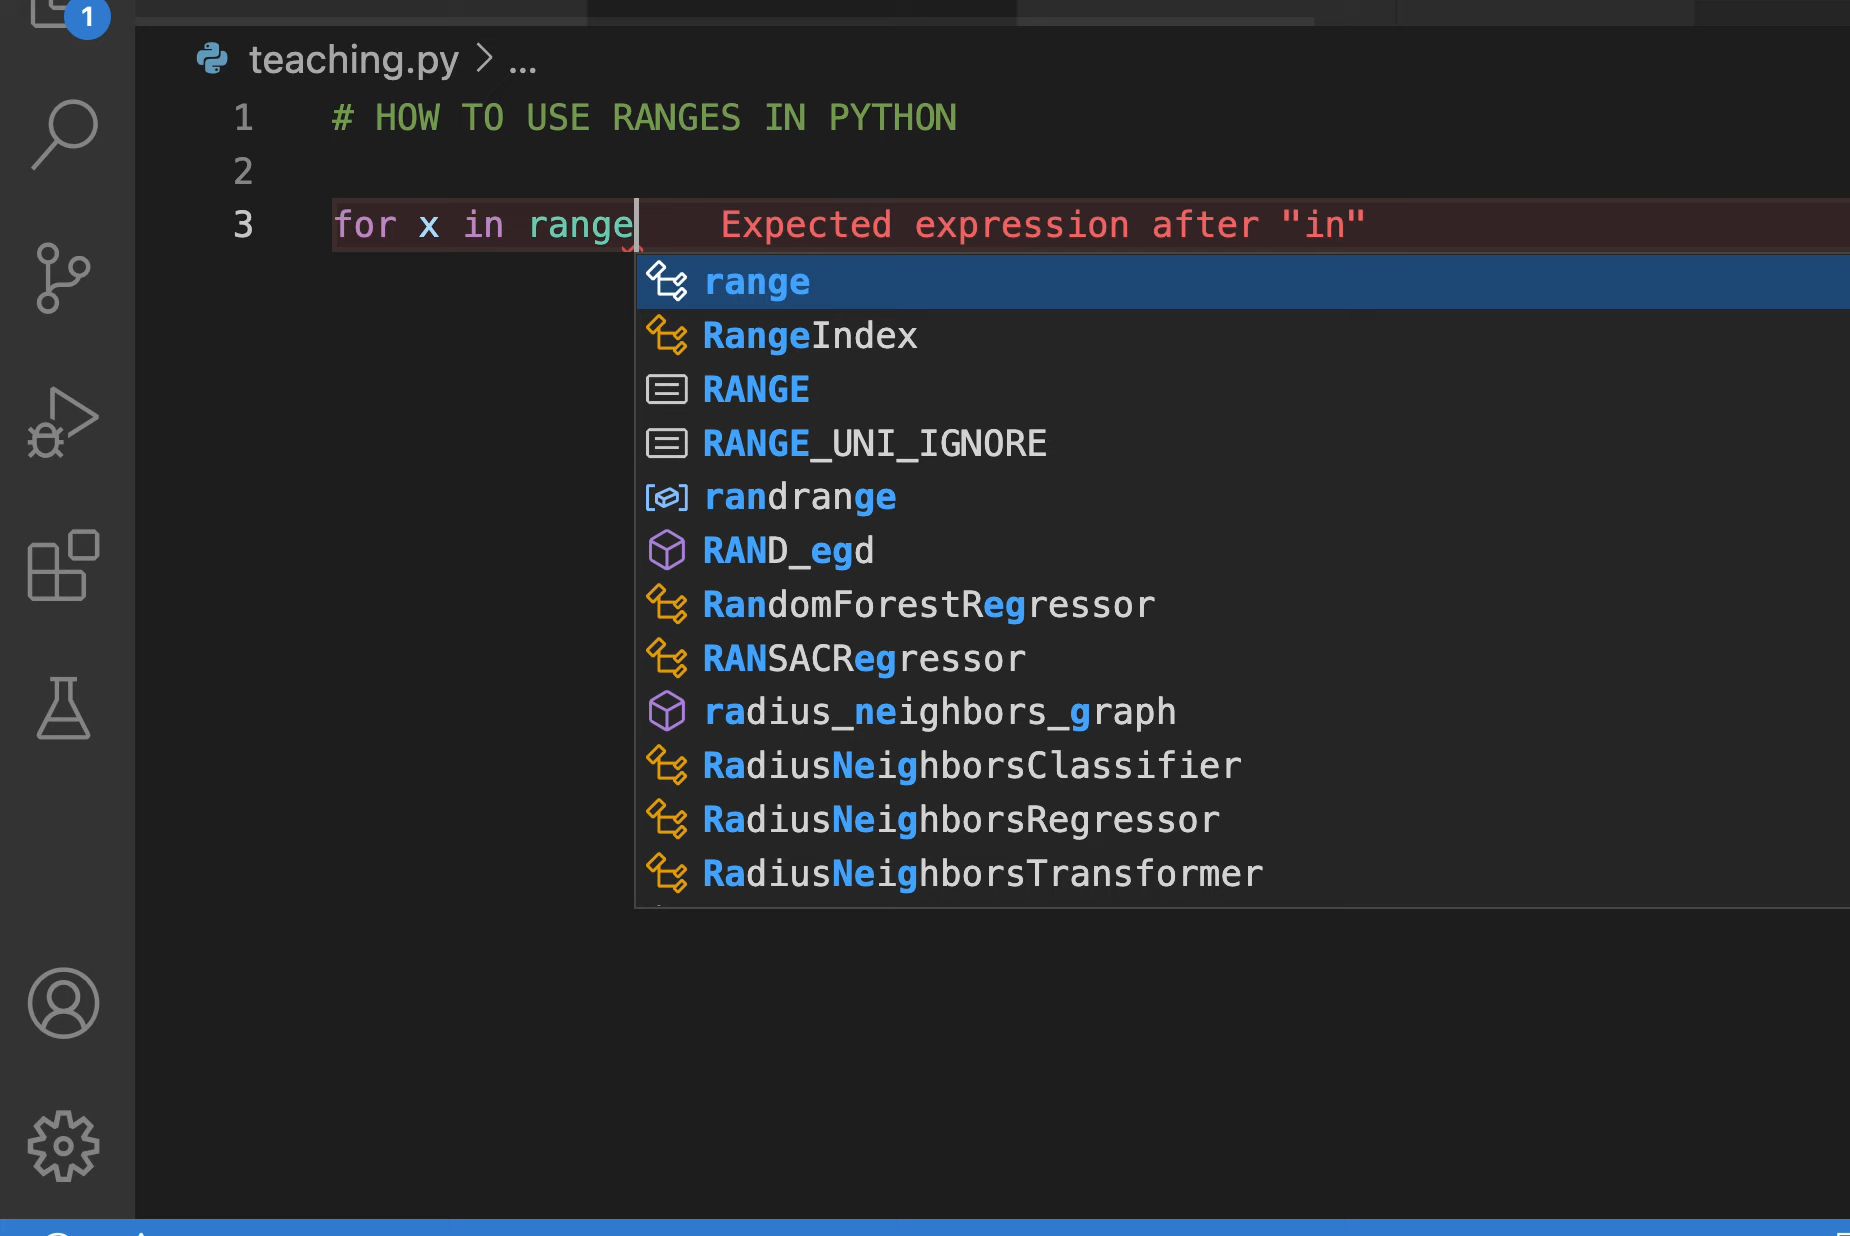 1
teaching.py > ...
1 # HOW TO USE RANGES IN PYTHON
2
3 for x in range Expected expression after "in"
range
RangeIndex
RANGE
RANGE_UNI_IGNORE
randrange
RAND_egd
RandomForestRegressor
RANSACRegressor
radius_neighbors_graph
RadiusNeighborsClassifier
RadiusNeighborsRegressor
RadiusNeighborsTransformer